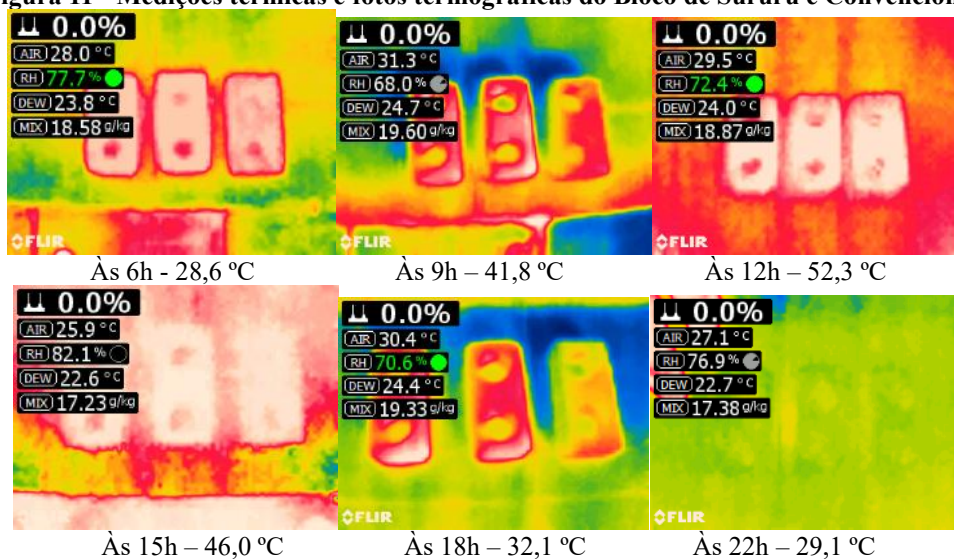 Figura 11 – Medições térmicas e fotos termográficas do Bloco de Sururu e Convencion
0.0%
AIR 28.0 °C
RH 77.7 %
DEW 23.8 °C
MIX 18.58 g/kg
FLIR
Às 6h - 28,6 ºC
0.0%
AIR 31.3 °C
RH 68.0 %
DEW 24.7 °C
MIX 19.60 g/kg
FLIR
Às 9h – 41,8 ºC
0.0%
AIR 29.5 °C
RH 72.4 %
DEW 24.0 °C
MIX 18.87 g/kg
FLIR
Às 12h – 52,3 ºC
0.0%
AIR 25.9 °C
RH 82.1 %
DEW 22.6 °C
MIX 17.23 g/kg
Às 15h – 46,0 ºC
0.0%
AIR 30.4 °C
RH 70.6 %
DEW 24.4 °C
MIX 19.33 g/kg
FLIR
Às 18h – 32,1 ºC
0.0%
AIR 27.1 °C
RH 76.9 %
DEW 22.7 °C
MIX 17.38 g/kg
FLIR
Às 22h – 29,1 ºC